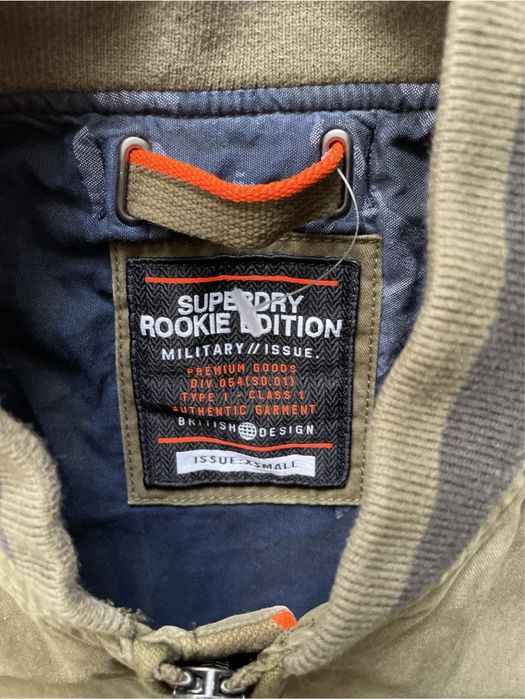 SUPERDRY
ROOKIE EDITION
MILITARY // ISSUE.
PREMIUM GOODS
DIV.054(SD.01)
TYPE I - CLASS 1
AUTHENTIC GARMENT
BRITISH DESIGN
ISSUE:XSMALL